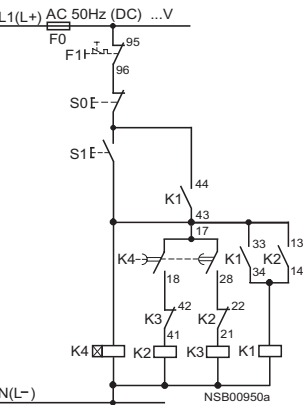 L1(L+) AC 50Hz (DC) ...V
F0
F1 95
96
S0
S1
K1 44
43
17
K4 K1 33 K2 13
18 28 34 14
K3 42 K2 22
41 21
K4 K2 K3 K1
N(L−) NSB00950a